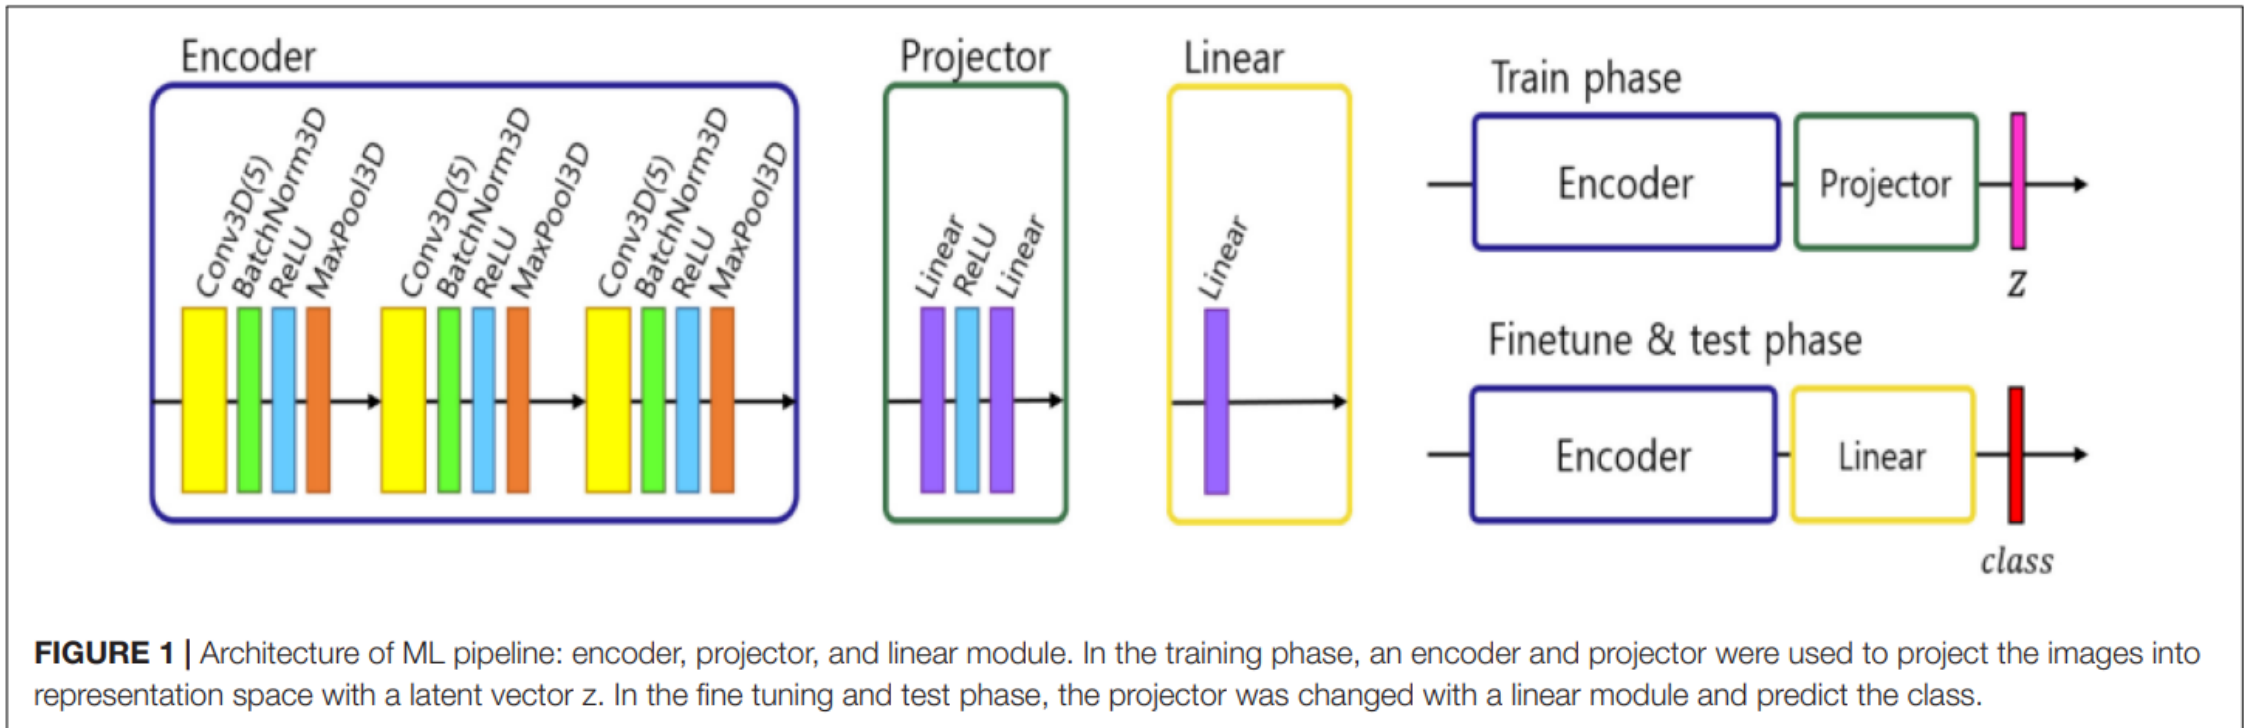 Encoder
Conv3D(5)
BatchNorm3D
ReLU
MaxPool3D
Conv3D(5)
BatchNorm3D
ReLU
MaxPool3D
Conv3D(5)
BatchNorm3D
ReLU
MaxPool3D
Projector
Linear
ReLU
Linear
Linear
Linear
Train phase
Encoder
Projector
z
Finetune & test phase
Encoder
Linear
class
FIGURE 1 | Architecture of ML pipeline: encoder, projector, and linear module. In the training phase, an encoder and projector were used to project the images into
representation space with a latent vector z. In the fine tuning and test phase, the projector was changed with a linear module and predict the class.